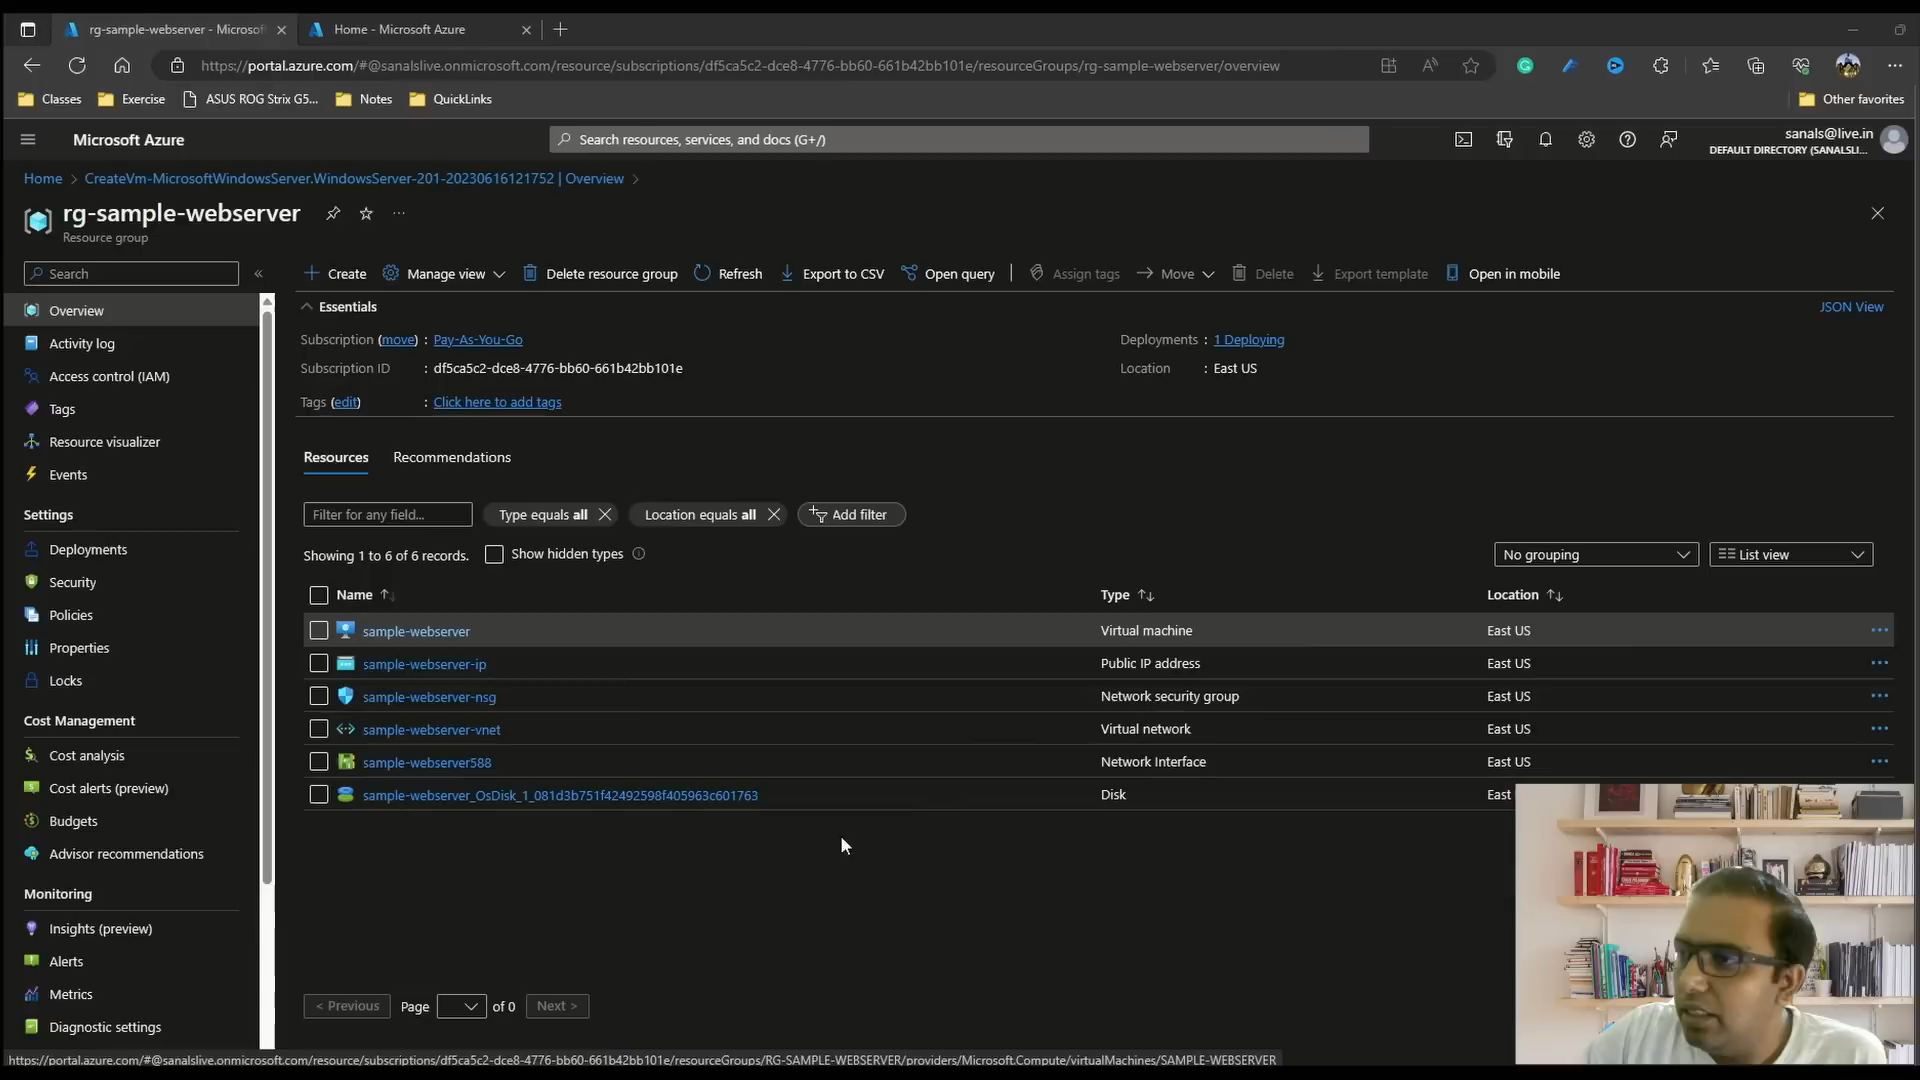 rg-sample-webserver - Microsof
Home - Microsoft Azure
https://portal.azure.com/#@sanalslive.onmicrosoft.com/resource/subscriptions/df5ca5c2-dce8-4776-bb60-661b42bb101e/resourceGroups/rg-sample-webserver/overview
Classes
Exercise
ASUS ROG Strix G5...
Notes
QuickLinks
Other favorites
Microsoft Azure
Search resources, services, and docs (G+/)
sanals@live.in
DEFAULT DIRECTORY (SANALSLI...
Home > CreateVm-MicrosoftWindowsServer.WindowsServer-201-20230616121752 | Overview >
rg-sample-webserver
Resource group
Search
Create
Manage view
Delete resource group
Refresh
Export to CSV
Open query
Assign tags
Move
Delete
Export template
Open in mobile
Overview
Activity log
Access control (IAM)
Tags
Resource visualizer
Events
Settings
Deployments
Security
Policies
Properties
Locks
Cost Management
Cost analysis
Cost alerts (preview)
Budgets
Advisor recommendations
Monitoring
Insights (preview)
Alerts
Metrics
Diagnostic settings
Essentials
JSON View
Subscription (move) : Pay-As-You-Go
Deployments : 1 Deploying
Subscription ID : df5ca5c2-dce8-4776-bb60-661b42bb101e
Location : East US
Tags (edit) : Click here to add tags
Resources
Recommendations
Filter for any field...
Type equals all
Location equals all
Add filter
Showing 1 to 6 of 6 records.
Show hidden types
No grouping
List view
Name Type Location
sample-webserver Virtual machine East US
sample-webserver-ip Public IP address East US
sample-webserver-nsg Network security group East US
sample-webserver-vnet Virtual network East US
sample-webserver588 Network Interface East US
sample-webserver_OsDisk_1_081d3b751f42492598f405963c601763 Disk East
< Previous
Page
of 0
Next >
https://portal.azure.com/#@sanalslive.onmicrosoft.com/resource/subscriptions/df5ca5c2-dce8-4776-bb60-661b42bb101e/resourceGroups/RG-SAMPLE-WEBSERVER/providers/Microsoft.Compute/virtualMachines/SAMPLE-WEBSERVER